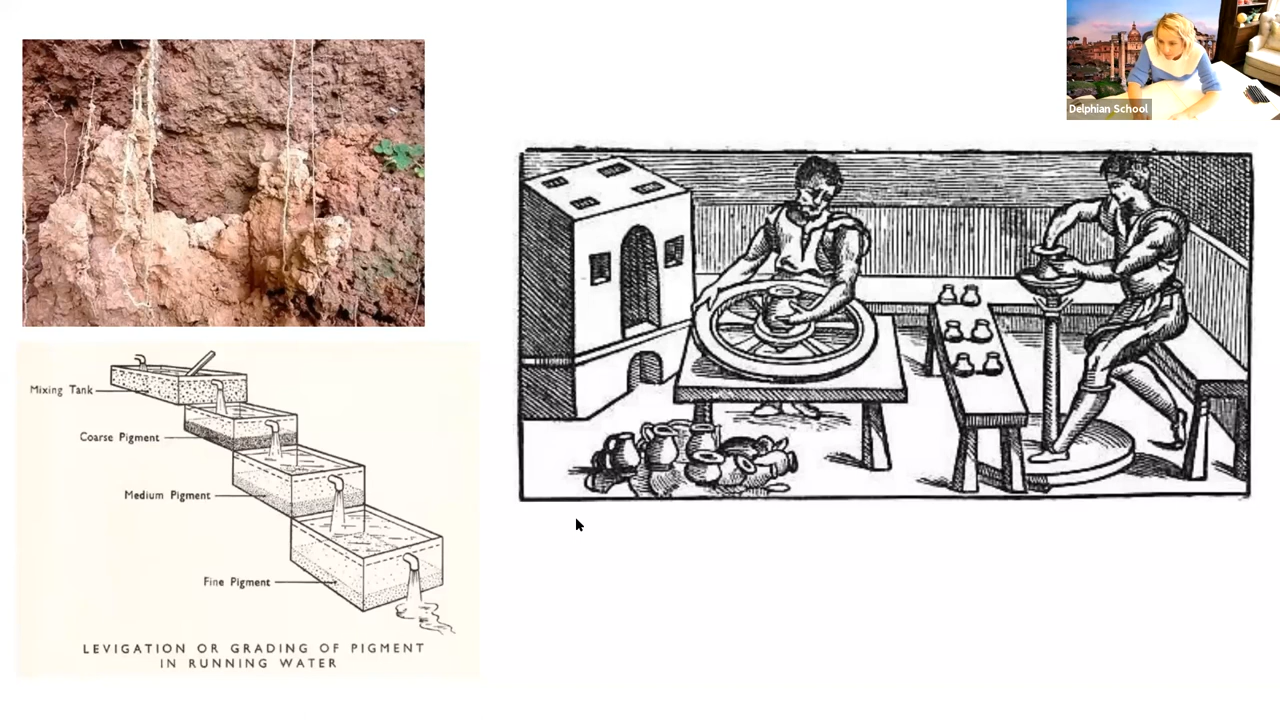 Delphian School
Mixing Tank
Coarse Pigment
Medium Pigment
Fine Pigment
LEVIGATION OR GRADING OF PIGMENT
IN RUNNING WATER